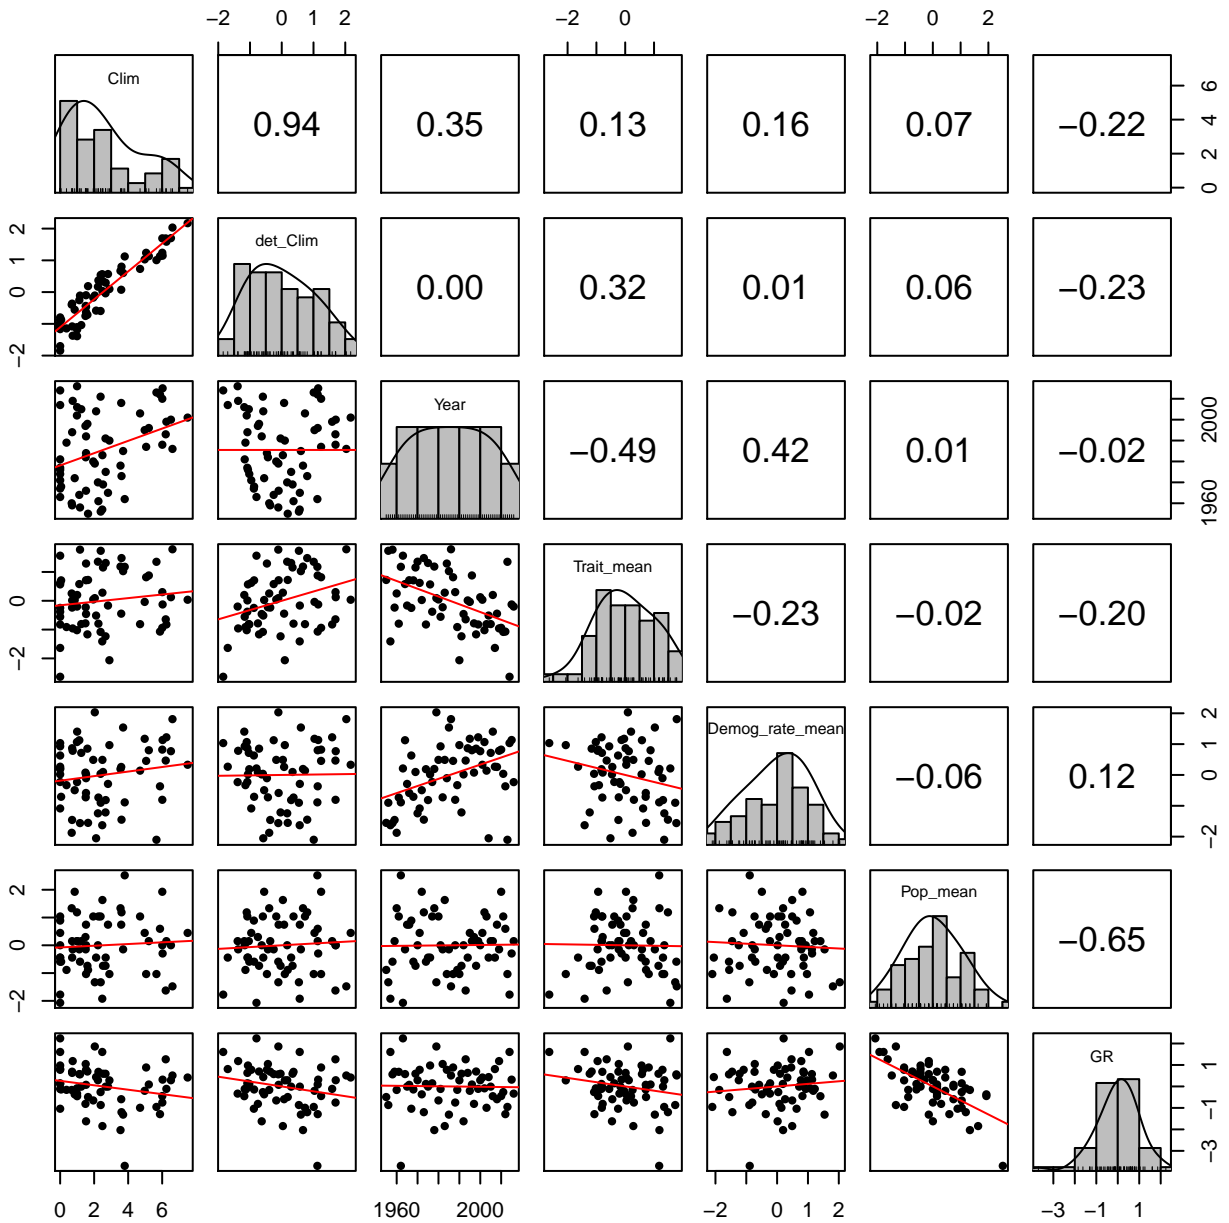 −2 0 1 2
−2 0
−2 0 2
Clim
0.94
0.35
0.13
0.16
0.07
−0.22
0 2 4 6
−2 0 1 2
det_Clim
0.00
0.32
0.01
0.06
−0.23
Year
−0.49
0.42
0.01
−0.02
1960 2000
−2 0
Trait_mean
−0.23
−0.02
−0.20
Demog_rate_mean
−0.06
0.12
−2 0 1 2
−2 0 2
Pop_mean
−0.65
GR
−3 −1 1
0 2 4 6
1960 2000
−2 0 1 2
−3 −1 1